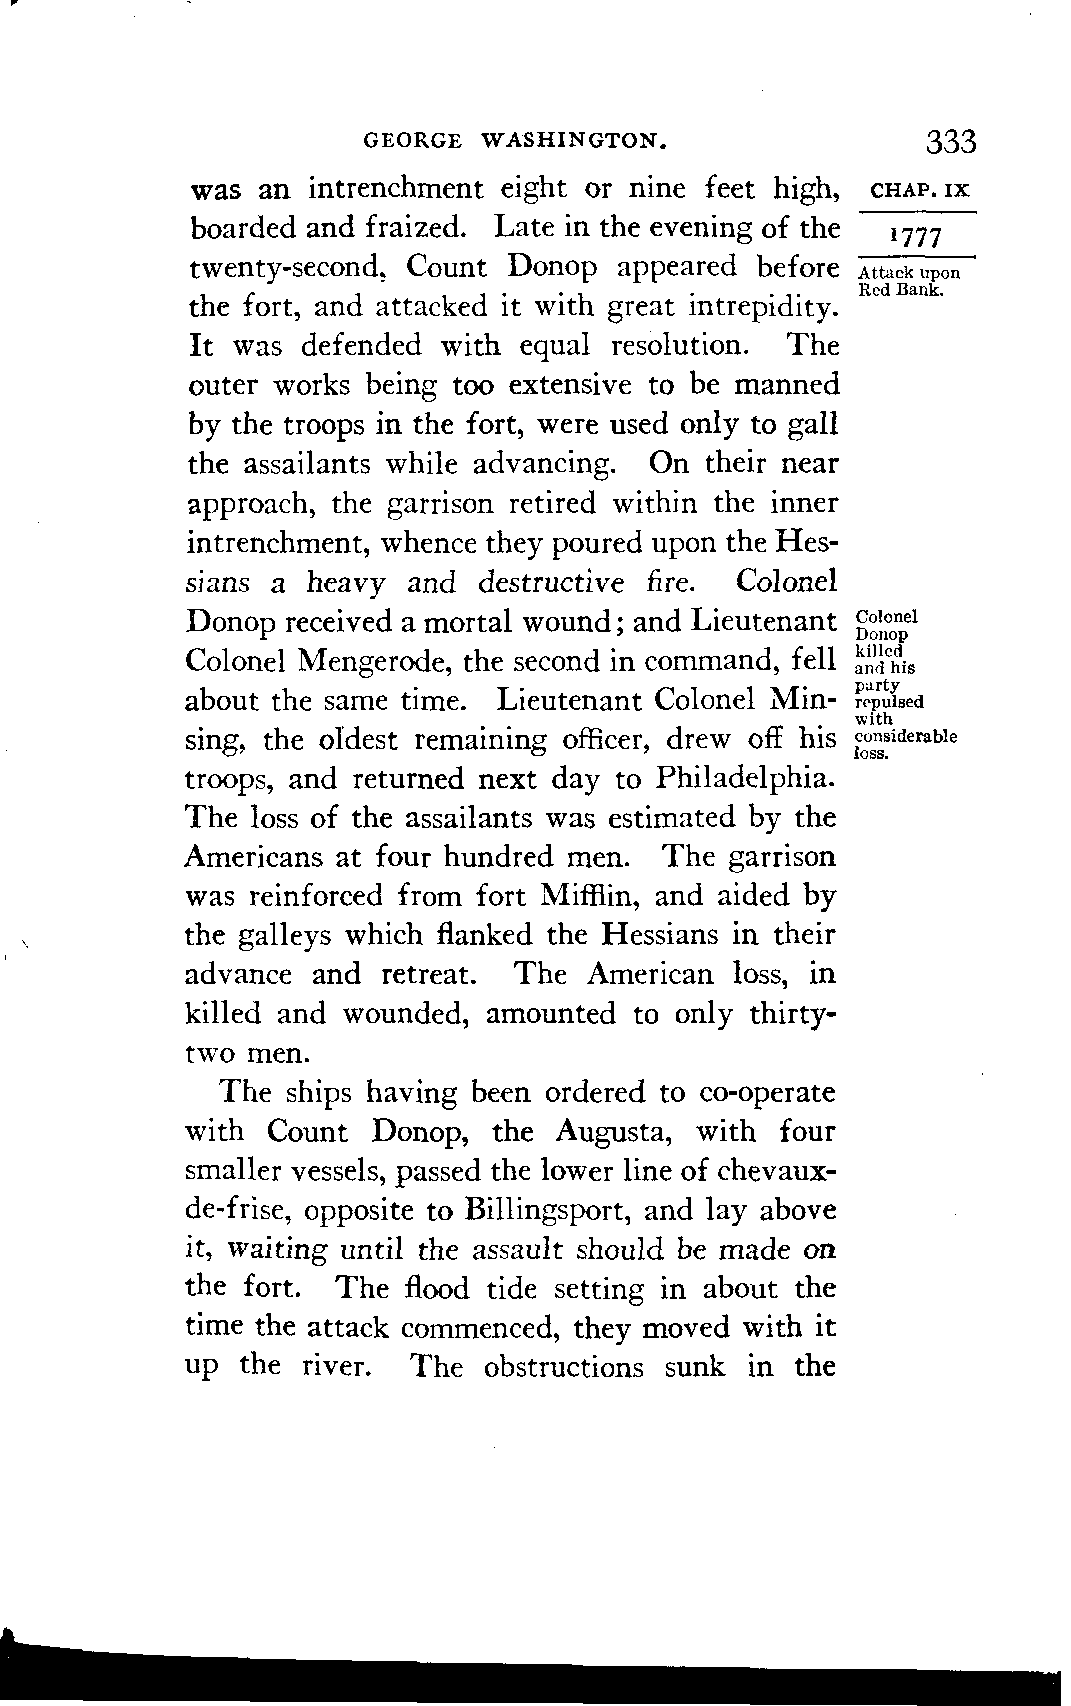 GEORGE WASHINGTON. 333
was an intrenchment eight or nine feet high,
boarded and fraized. Late in the evening of the
twenty-second, Count Donop appeared before
the fort, and attacked it with great intrepidity.
It was defended with equal resolution. The
outer works being too extensive to be manned
by the troops in the fort, were used only to gall
the assailants while advancing. On their near
approach, the garrison retired within the inner
intrenchment, whence they poured upon the Hes-
sians a heavy and destructive fire. Colonel
Donop received a mortal wound; and Lieutenant
Colonel Mengerode, the second in command, fell
about the same time. Lieutenant Colonel Min-
sing, the oldest remaining officer, drew off his
troops, and returned next day to Philadelphia.
The loss of the assailants was estimated by the
Americans at four hundred men. The garrison
was reinforced from fort Mifflin, and aided by
the galleys which flanked the Hessians in their
advance and retreat. The American loss, in
killed and wounded, amounted to only thirty-
two men.
The ships having been ordered to co-operate
with Count Donop, the Augusta, with four
smaller vessels, passed the lower line of chevaux-
de-frise, opposite to Billingsport, and lay above
it, waiting until the assault should be made on
the fort. The flood tide setting in about the
time the attack commenced, they moved with it
up the river. The obstructions sunk in the
CHAP. IX
1777
Attack upon
Red Bank.
Colonel
Donop
killed
and his
party
repulsed
with
considerable
loss.